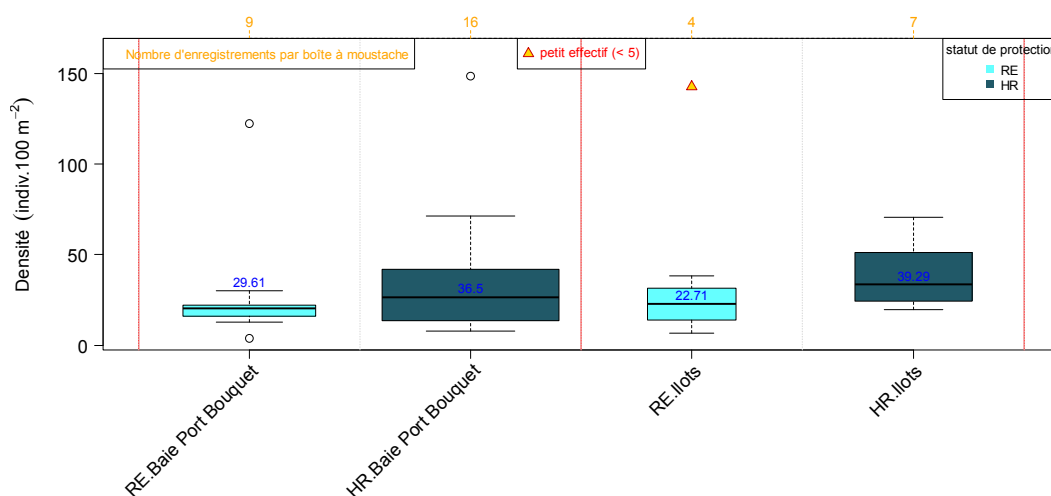 9 16 4 7
Nombre d'enregistrements par boîte à moustache
petit effectif (< 5)
statut de protection
RE
HR
Densité (indiv.100 m⁻²)
150
100
50
0
29.61
36.5
22.71
39.29
RE.Baie Port Bouquet
HR.Baie Port Bouquet
RE.Ilots
HR.Ilots